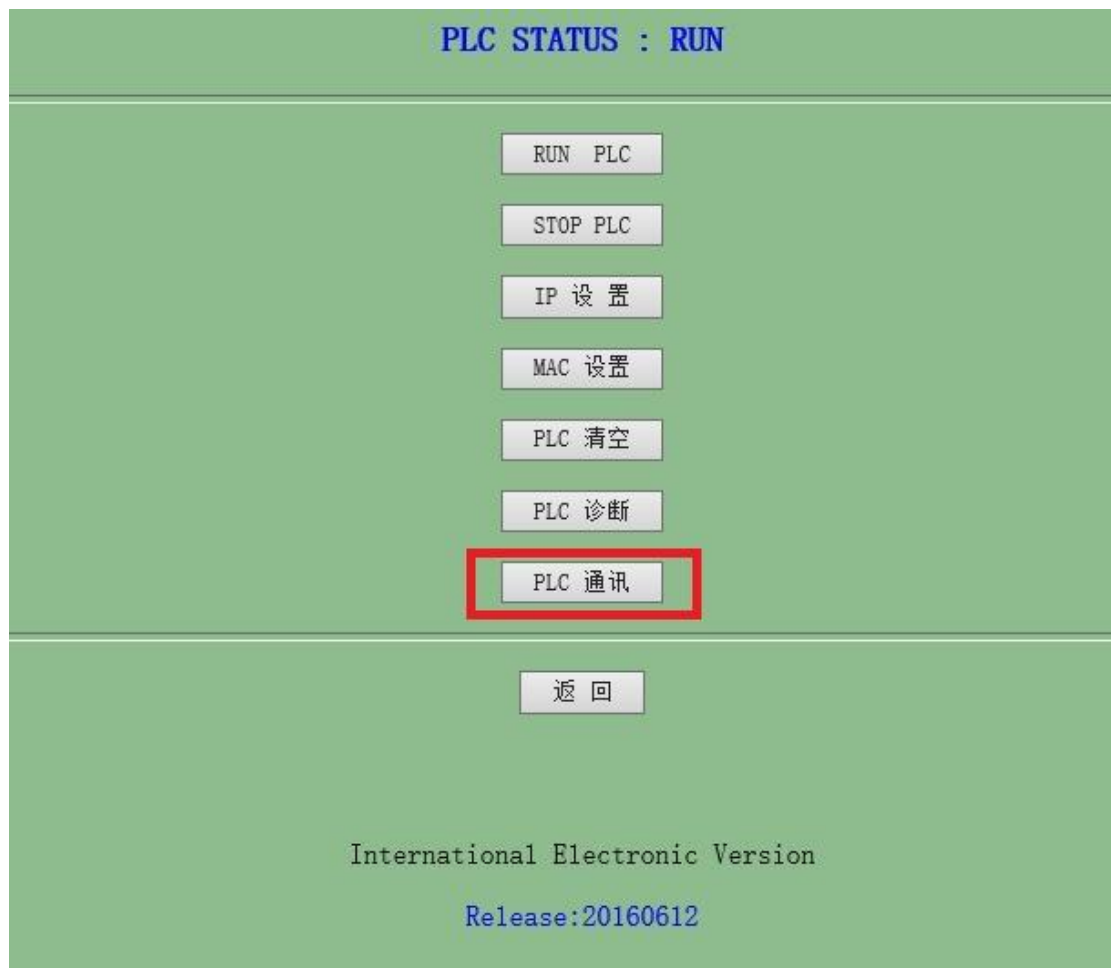 PLC STATUS : RUN
RUN PLC
STOP PLC
IP 设 置
MAC 设置
PLC 清空
PLC 诊断
PLC 通讯
返 回
International Electronic Version
Release:20160612